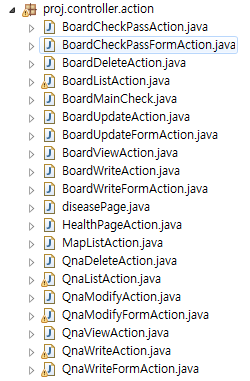 proj.controller.action
BoardCheckPassAction.java
BoardCheckPassFormAction.java
BoardDeleteAction.java
BoardListAction.java
BoardMainCheck.java
BoardUpdateAction.java
BoardUpdateFormAction.java
BoardViewAction.java
BoardWriteAction.java
BoardWriteFormAction.java
diseasePage.java
HealthPageAction.java
MapListAction.java
QnaDeleteAction.java
QnaListAction.java
QnaModifyAction.java
QnaModifyFormAction.java
QnaViewAction.java
QnaWriteAction.java
QnaWriteFormAction.java